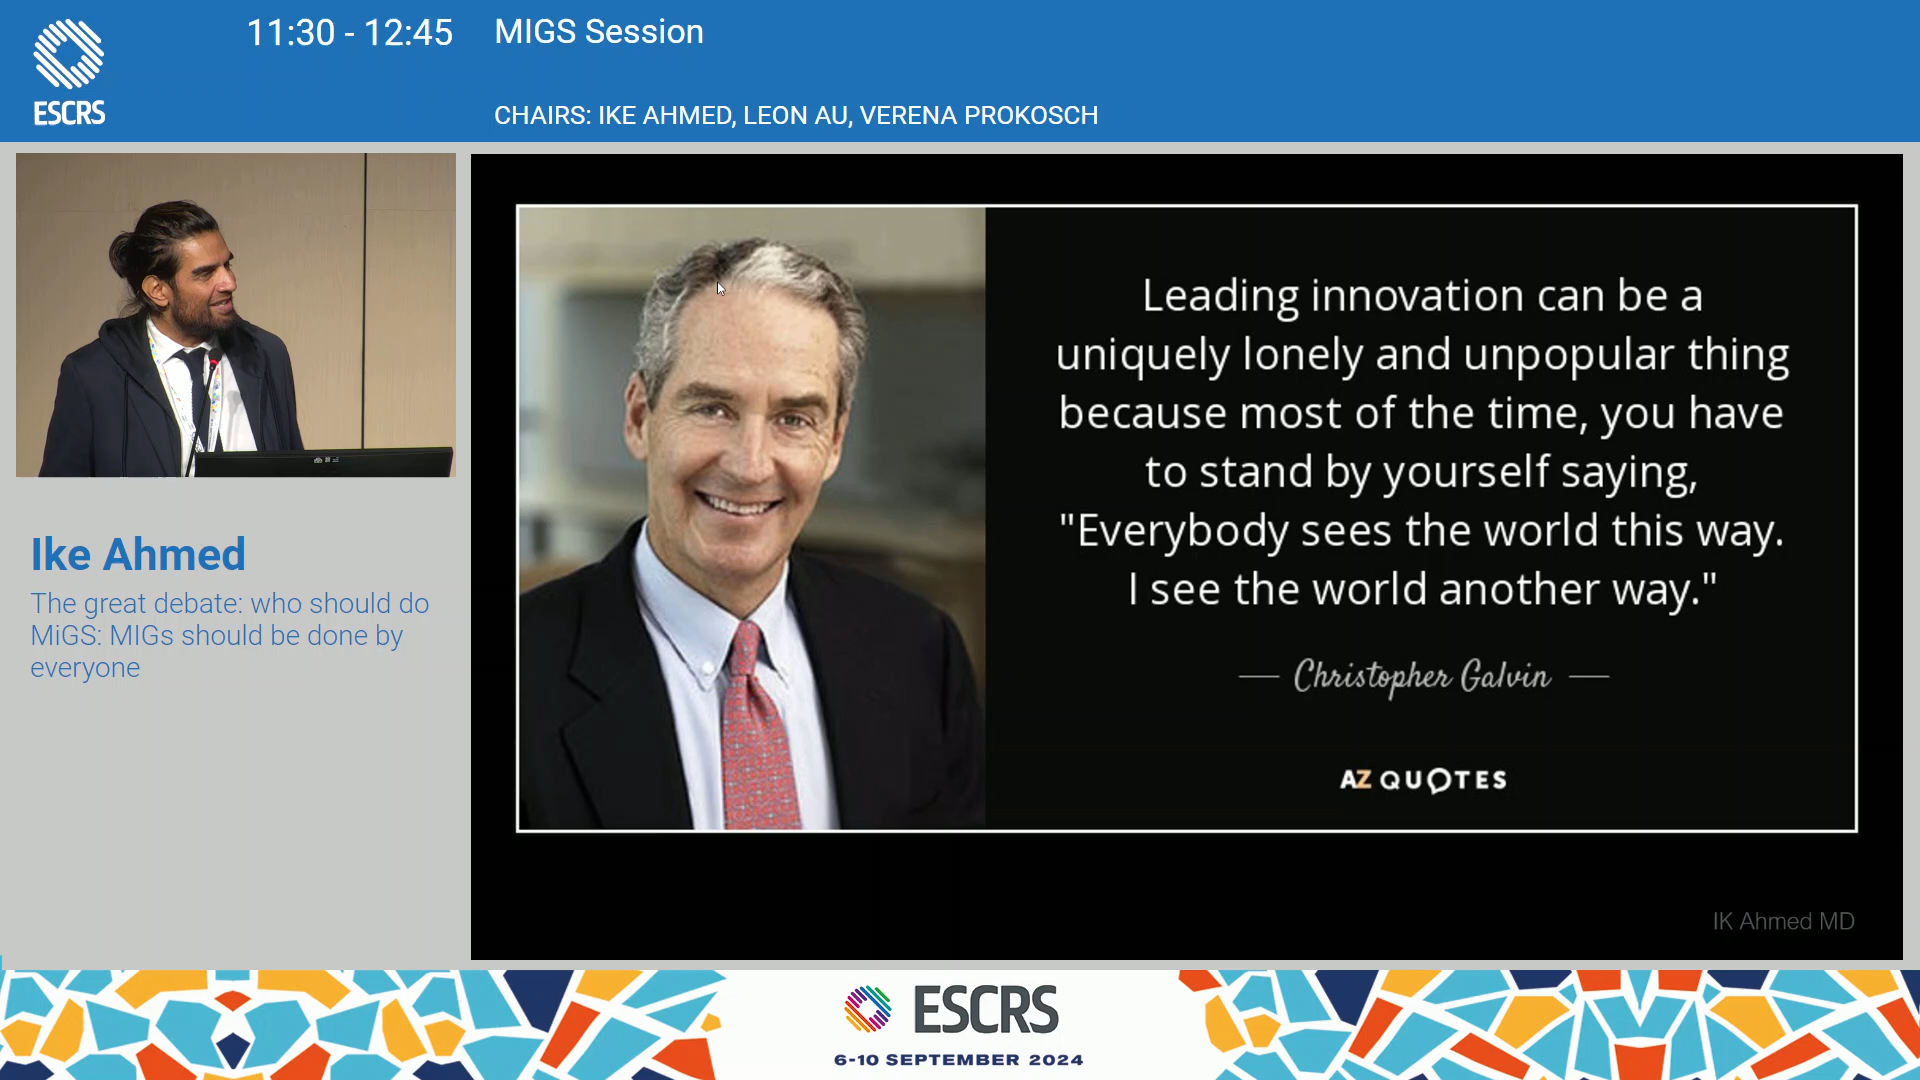 ESCRS
11:30 - 12:45
MIGS Session
CHAIRS: IKE AHMED, LEON AU, VERENA PROKOSCH
Ike Ahmed
The great debate: who should do
MiGS: MIGs should be done by
everyone
Leading innovation can be a
uniquely lonely and unpopular thing
because most of the time, you have
to stand by yourself saying,
"Everybody sees the world this way.
I see the world another way."
Christopher Galvin
AZ QUOTES
IK Ahmed MD
ESCRS
6-10 SEPTEMBER 2024